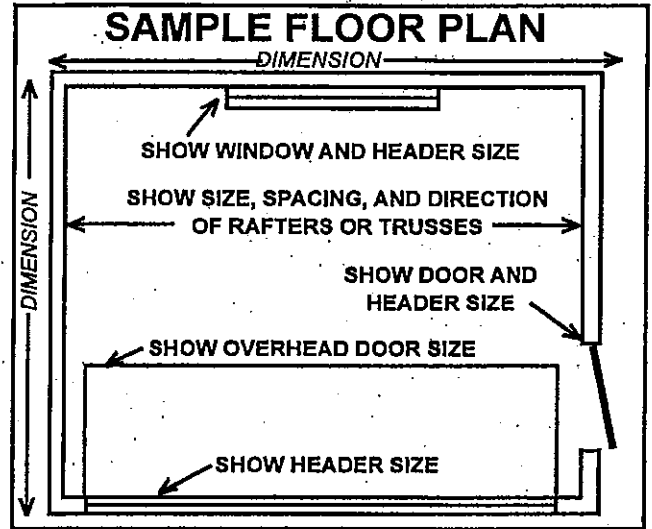 SAMPLE FLOOR PLAN
DIMENSION
SHOW WINDOW AND HEADER SIZE
SHOW SIZE, SPACING, AND DIRECTION
OF RAFTERS OR TRUSSES
DIMENSION
SHOW DOOR AND
HEADER SIZE
SHOW OVERHEAD DOOR SIZE
SHOW HEADER SIZE